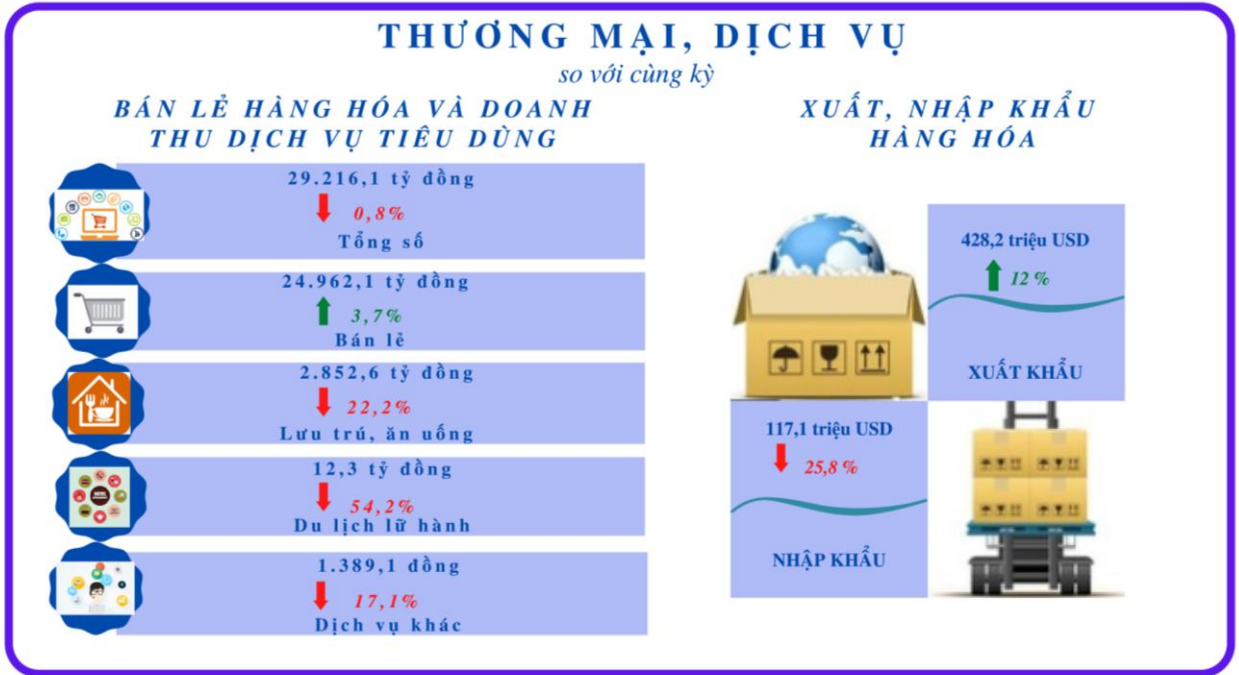 THƯƠNG MẠI, DỊCH VỤ
so với cùng kỳ
BÁN LẺ HÀNG HÓA VÀ DOANH
THU DỊCH VỤ TIÊU DÙNG
29.216,1 tỷ đồng
0,8%
Tổng số
24.962,1 tỷ đồng
3,7%
Bán lẻ
2.852,6 tỷ đồng
22,2%
Lưu trú, ăn uống
12,3 tỷ đồng
54,2%
Du lịch lữ hành
1.389,1 đồng
17,1%
Dịch vụ khác
XUẤT, NHẬP KHẨU
HÀNG HÓA
428,2 triệu USD
12 %
XUẤT KHẨU
117,1 triệu USD
25,8 %
NHẬP KHẨU